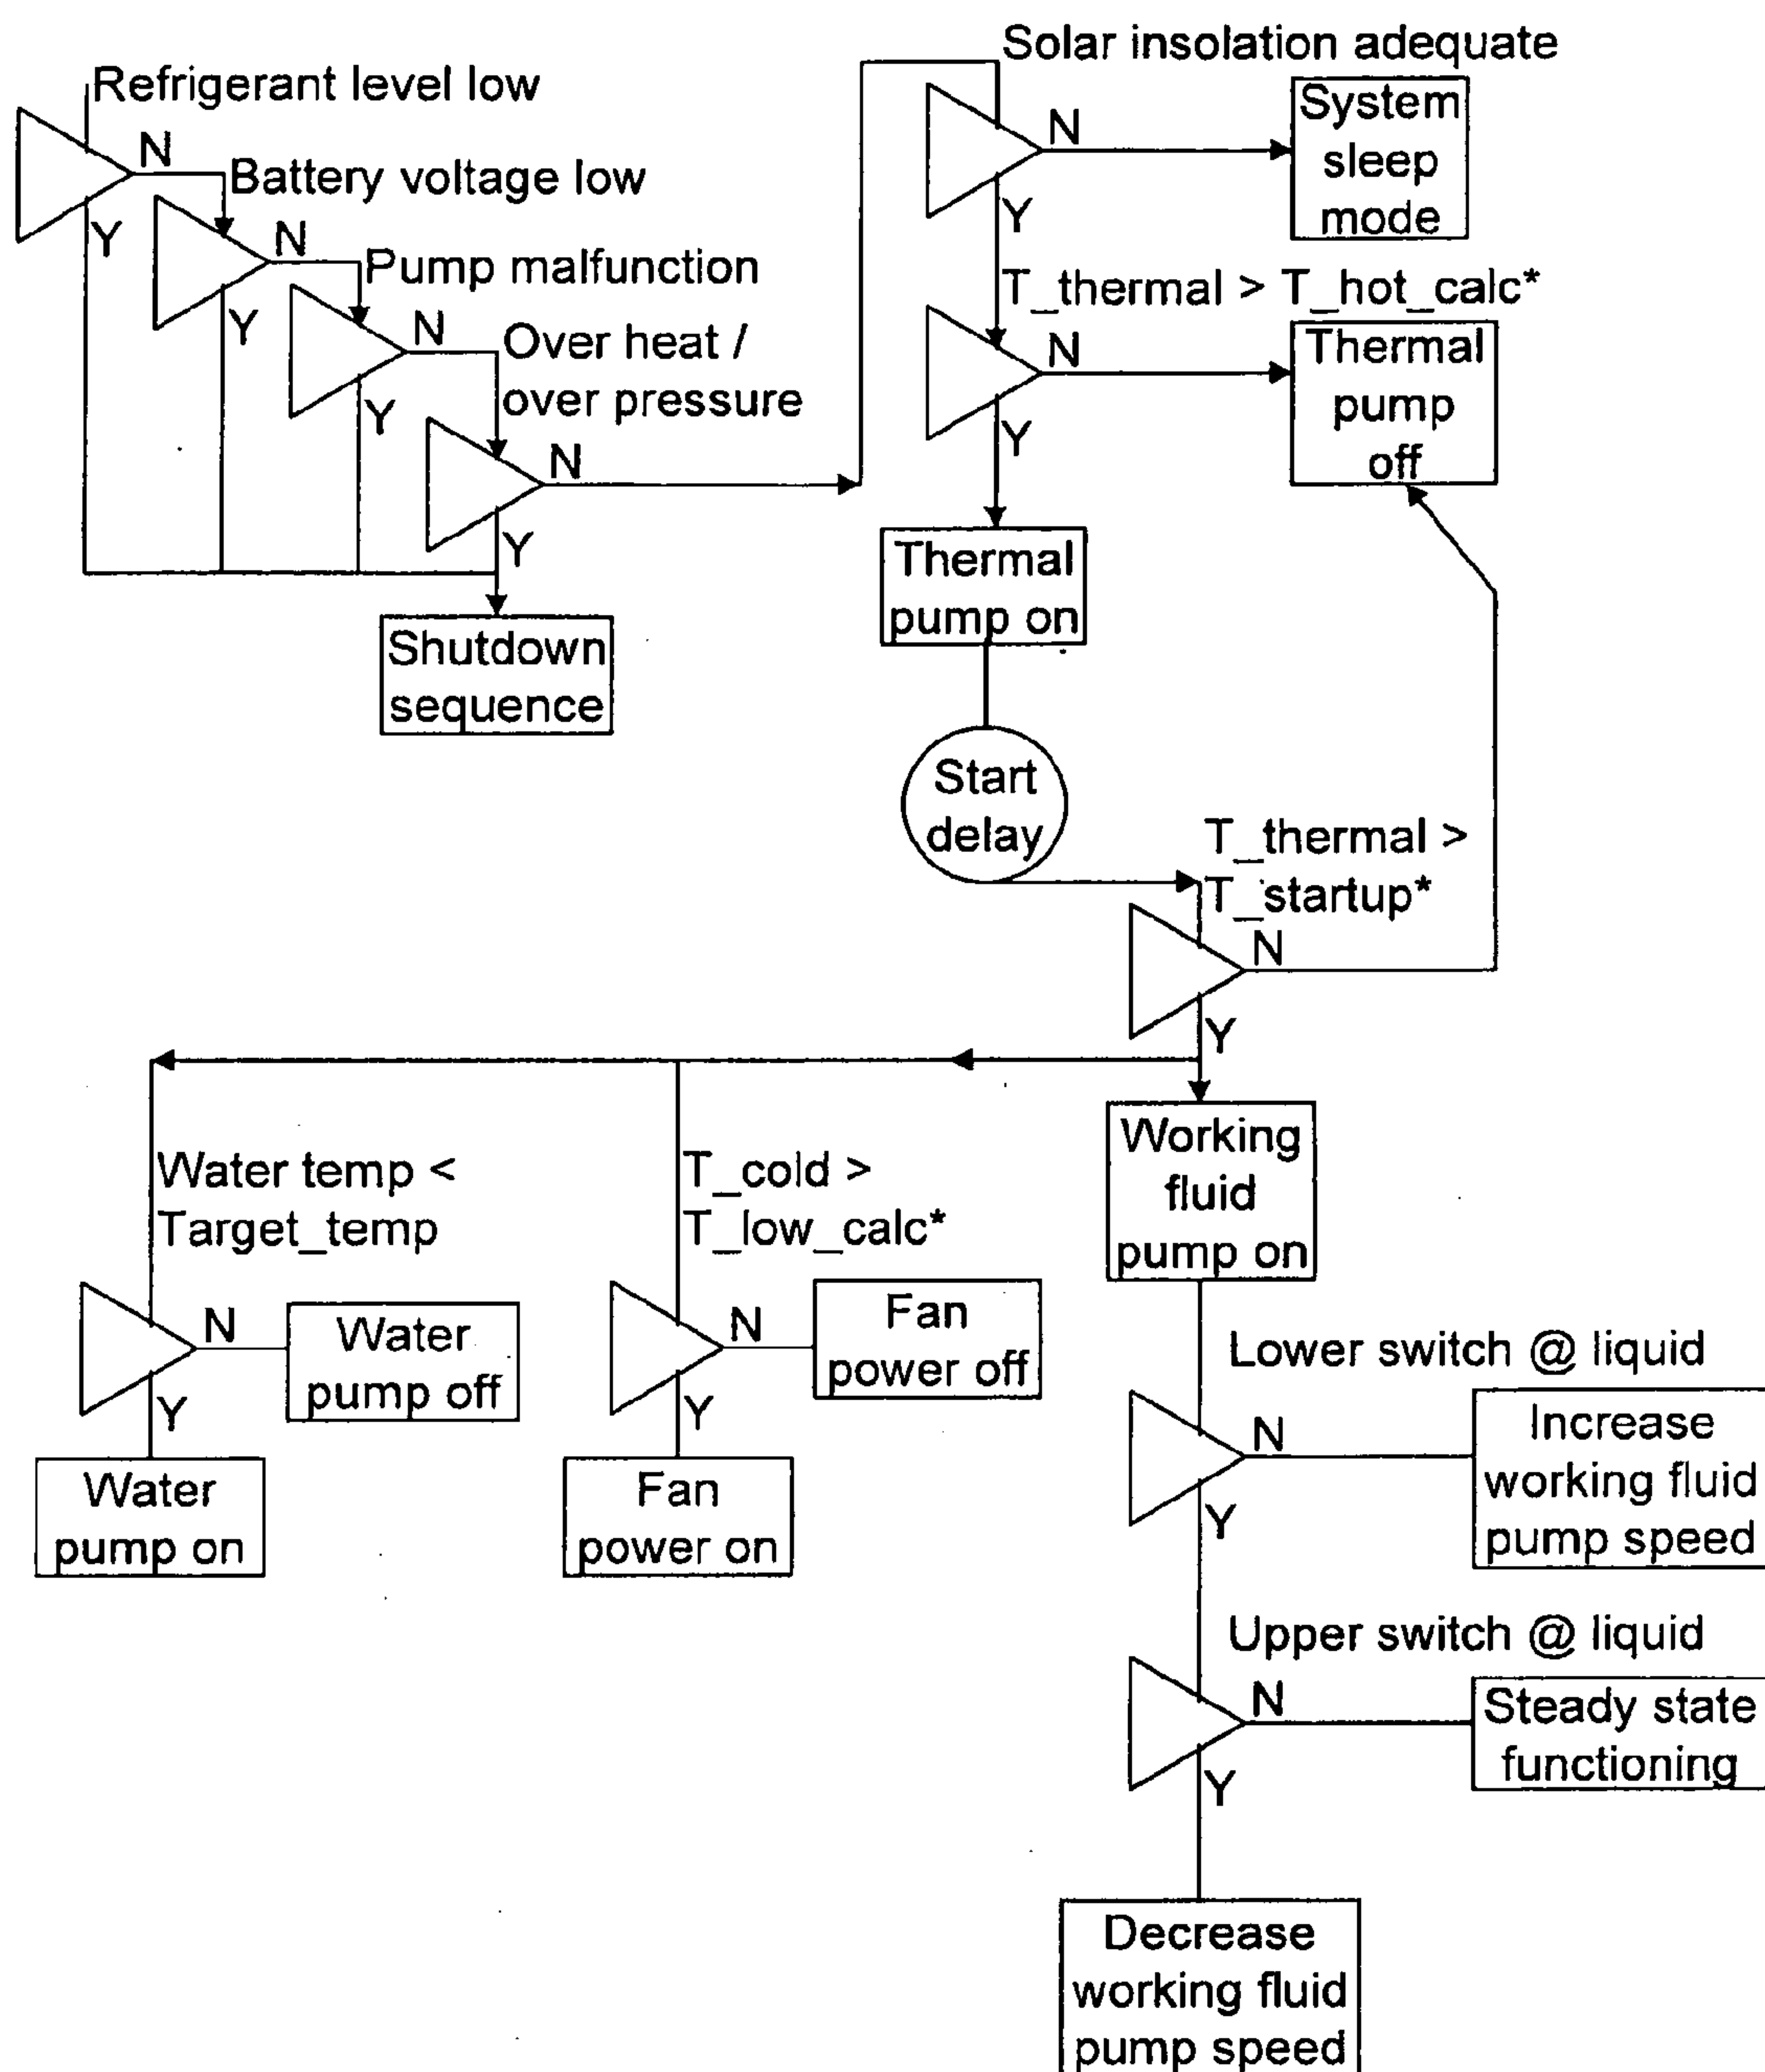 Refrigerant level low
N
Y
Battery voltage low
N
Y
Pump malfunction
N
Y
Over heat /
over pressure
N
Y
Shutdown
sequence
Solar insolation adequate
N
Y
System
sleep
mode
T_thermal > T_hot_calc*
N
Y
Thermal
pump
off
Thermal
pump on
Start
delay
T_thermal >
T_startup*
N
Y
Water temp <
Target_temp
N
Y
Water
pump off
Water
pump on
T_cold >
T_low_calc*
N
Y
Fan
power off
Fan
power on
Working
fluid
pump on
Lower switch @ liquid
N
Y
Increase
working fluid
pump speed
Upper switch @ liquid
N
Y
Steady state
functioning
Decrease
working fluid
pump speed